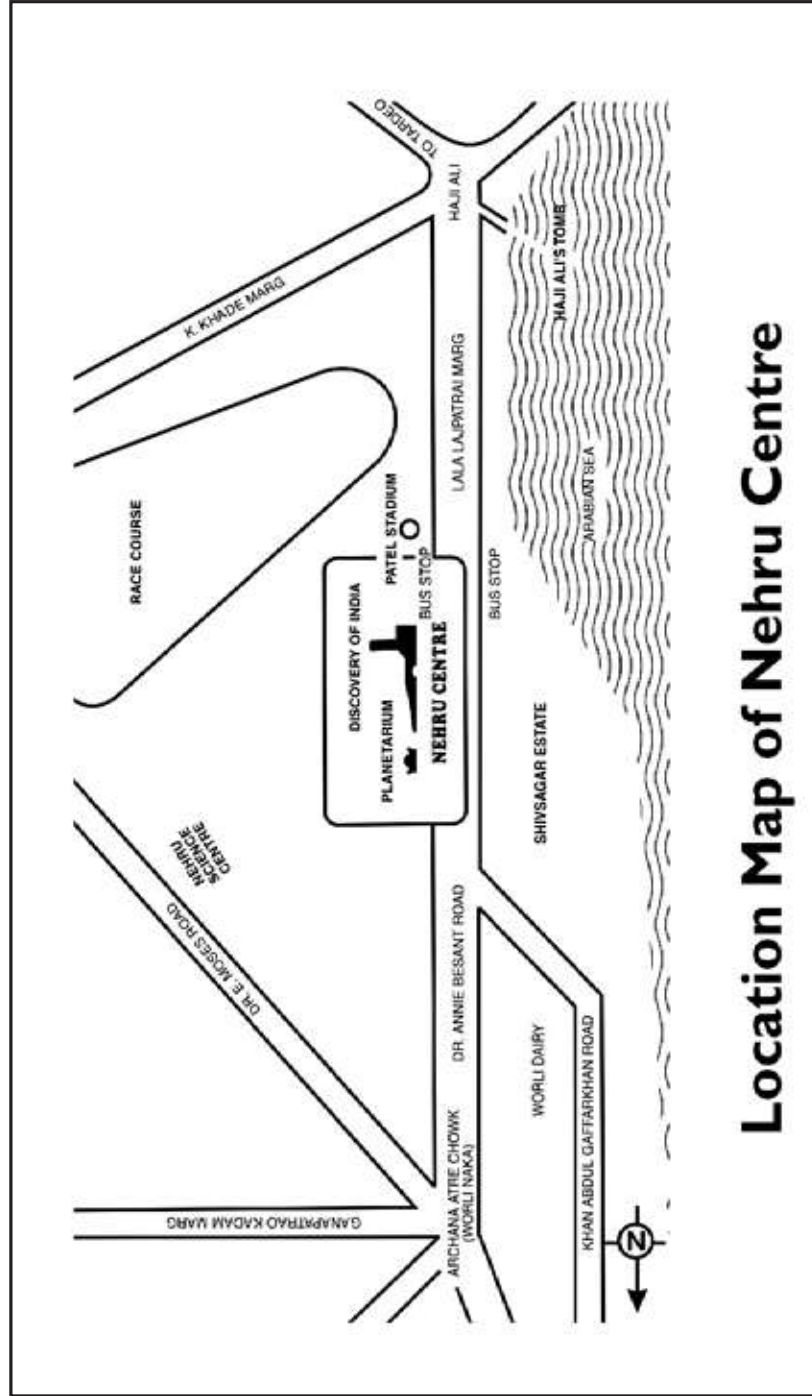 TO TARDEO
HAJI ALI
HAJI ALI'S TOMB
K. KHADE MARG
LALA LAJPATRAI MARG
ARABIAN SEA
RACE COURSE
PATEL STADIUM
BUS STOP
BUS STOP
DISCOVERY OF INDIA
PLANETARIUM
NEHRU CENTRE
SHIVSAGAR ESTATE
NEHRU
SCIENCE
CENTRE
DR. E. MOSES ROAD
DR. ANNIE BESANT ROAD
WORLI DAIRY
GANAPATRAO KADAM MARG
ARCHANA ATRE CHOWK
(WORLI NAKA)
KHAN ABDUL GAFFARKHAN ROAD
N
Location Map of Nehru Centre